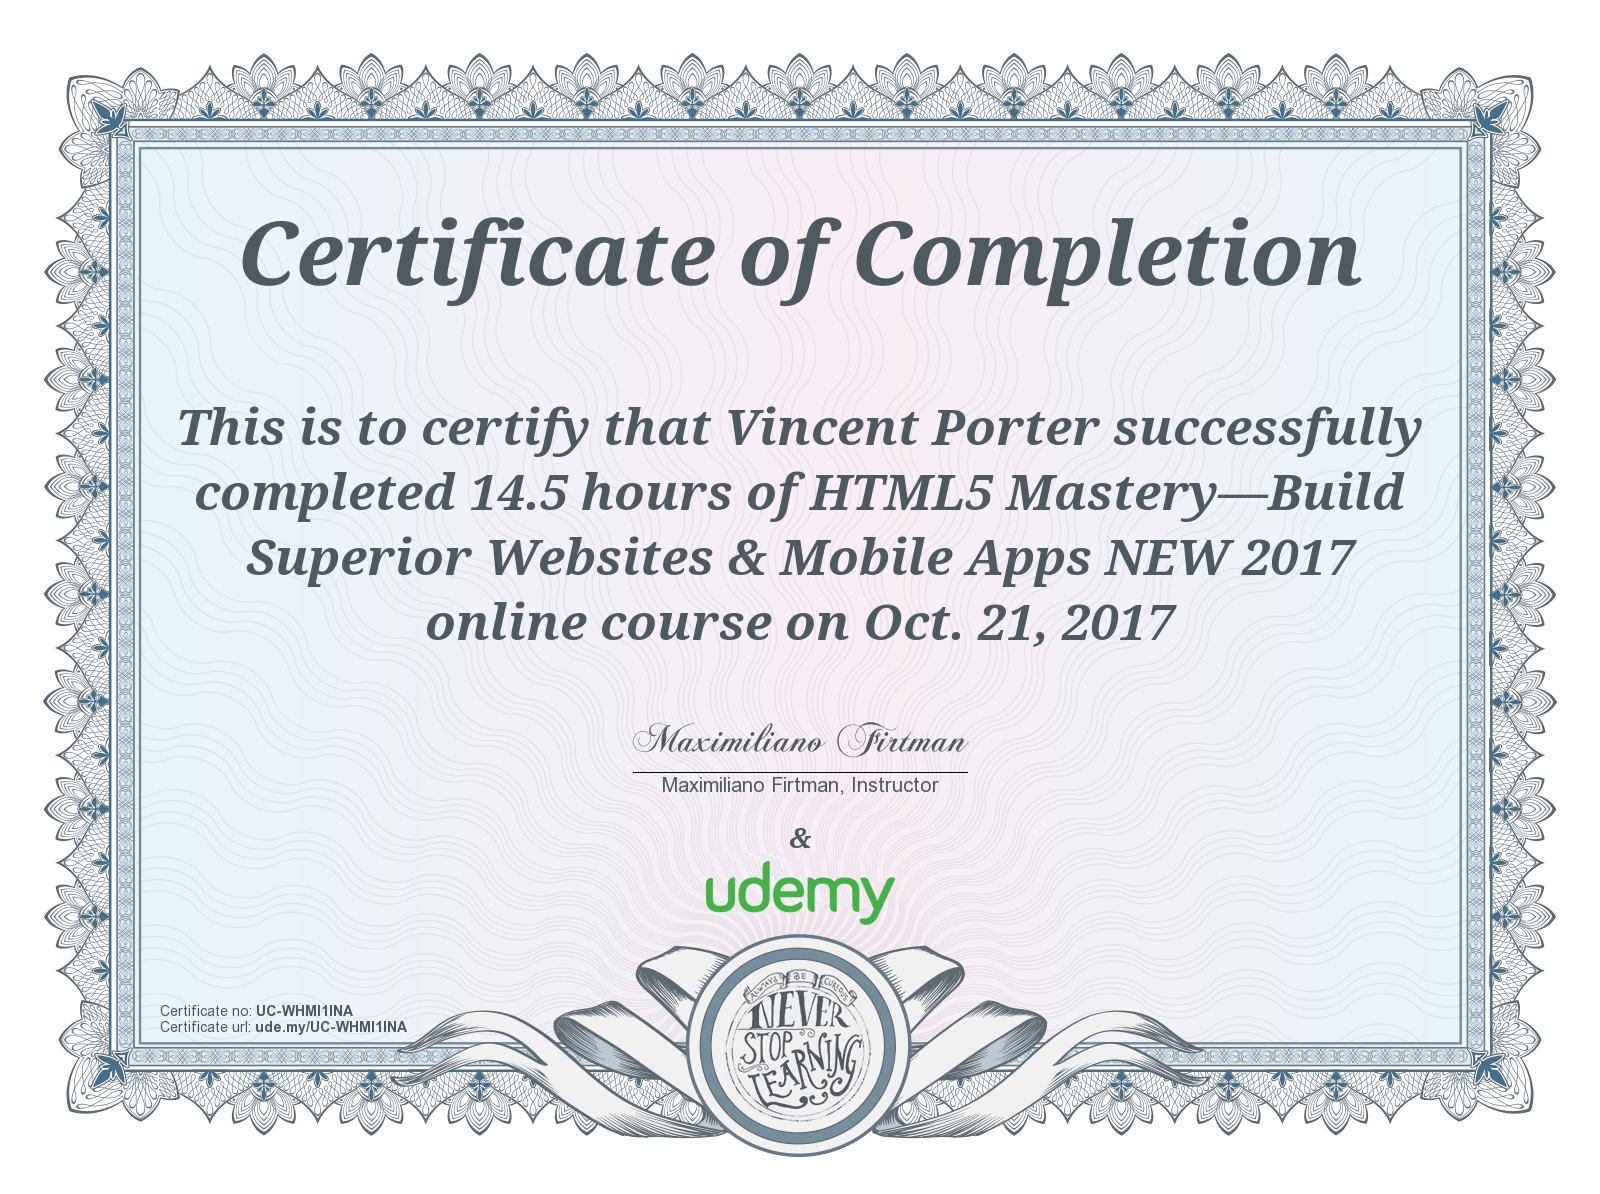 Certificate of Completion
This is to certify that Vincent Porter successfully
completed 14.5 hours of HTML5 Mastery—Build
Superior Websites & Mobile Apps NEW 2017
online course on Oct. 21, 2017
Maximiliano Firtman
Maximiliano Firtman, Instructor
&
udemy
Certificate no: UC-WHMI1INA
Certificate url: ude.my/UC-WHMI1INA
ALWAYS BE CURIOUS
NEVER
STOP
LEARNING